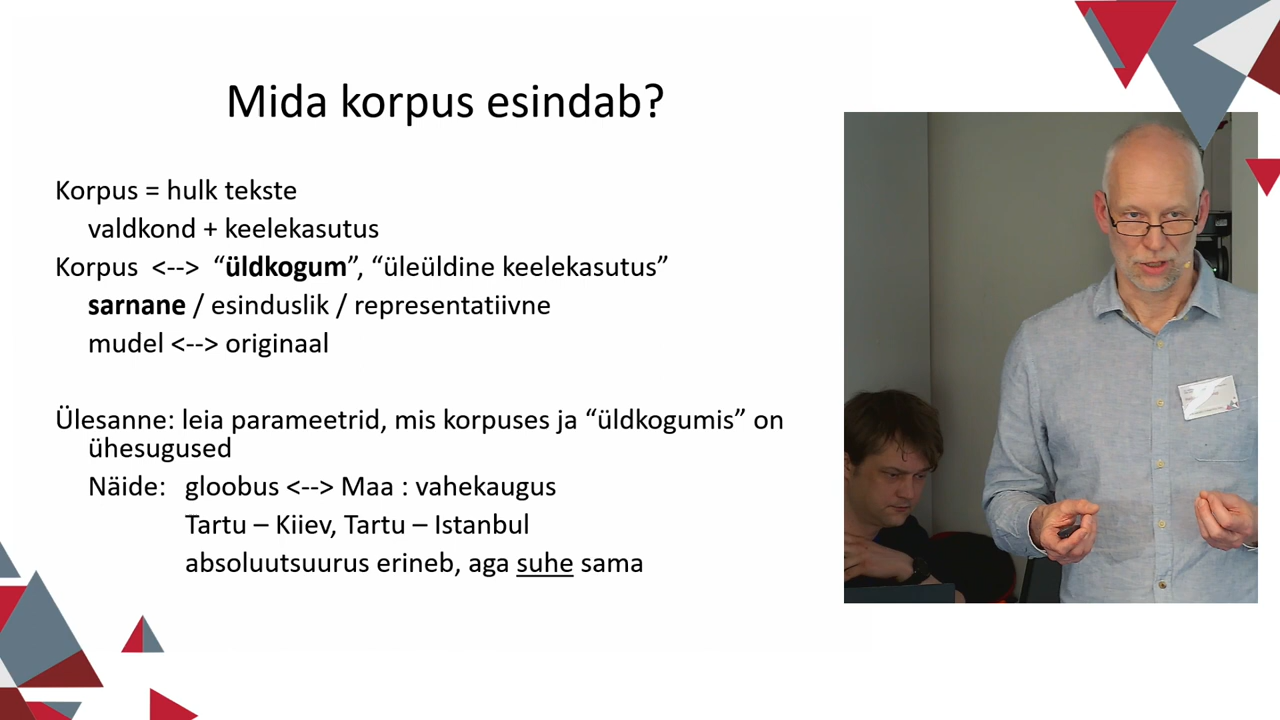 Mida korpus esindab?
Korpus = hulk tekste
valdkond + keelekasutus
Korpus <--> “üldkogum”, “üleüldine keelekasutus”
sarnane / esinduslik / representatiivne
mudel <--> originaal
Ülesanne: leia parameetrid, mis korpuses ja “üldkogumis” on
ühesugused
Näide: gloobus <--> Maa : vahekaugus
Tartu – Kiiev, Tartu – Istanbul
absoluutsuurus erineb, aga suhe sama